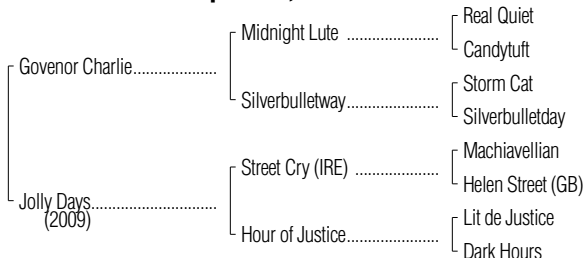 Real Quiet
Midnight Lute ....................
Candytuft
Govenor Charlie..................
Storm Cat
Silverbulletway....................
Silverbulletday
Machiavellian
Street Cry (IRE) ..................
Helen Street (GB)
Jolly Days...........................
(2009)
Lit de Justice
Hour of Justice....................
Dark Hours